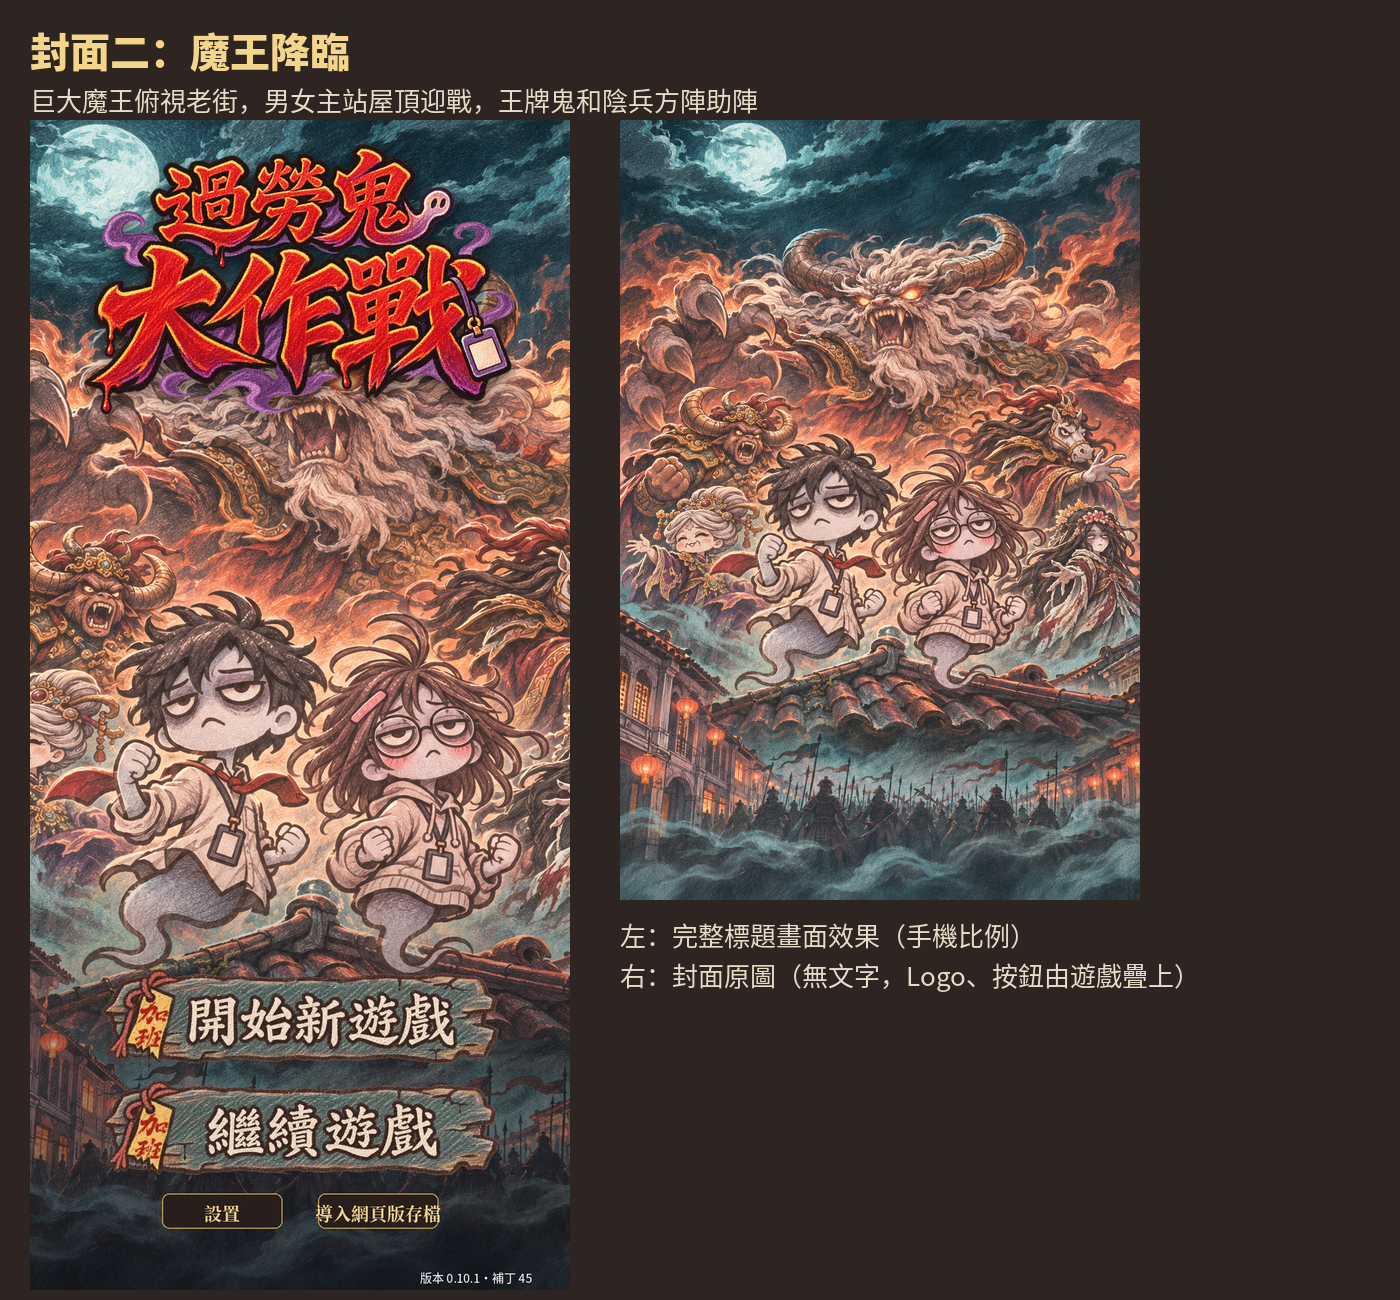 封面二：魔王降臨
巨大魔王俯視老街，男女主站屋頂迎戰，王牌鬼和陰兵方陣助陣
過勞鬼
大作戰
加班
開始新遊戲
加班
繼續遊戲
設置
導入網頁版存檔
版本 0.10.1・補丁 45
左：完整標題畫面效果（手機比例）
右：封面原圖（無文字，Logo、按鈕由遊戲疊上）